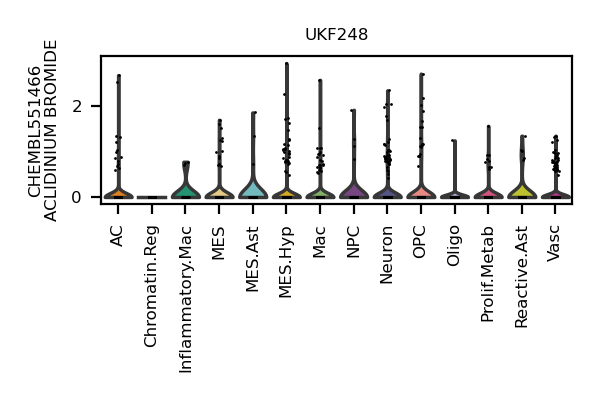 UKF248
CHEMBL551466
ACLIDINIUM BROMIDE
2
0
AC
Chromatin.Reg
Inflammatory.Mac
MES
MES.Ast
MES.Hyp
Mac
NPC
Neuron
OPC
Oligo
Prolif.Metab
Reactive.Ast
Vasc